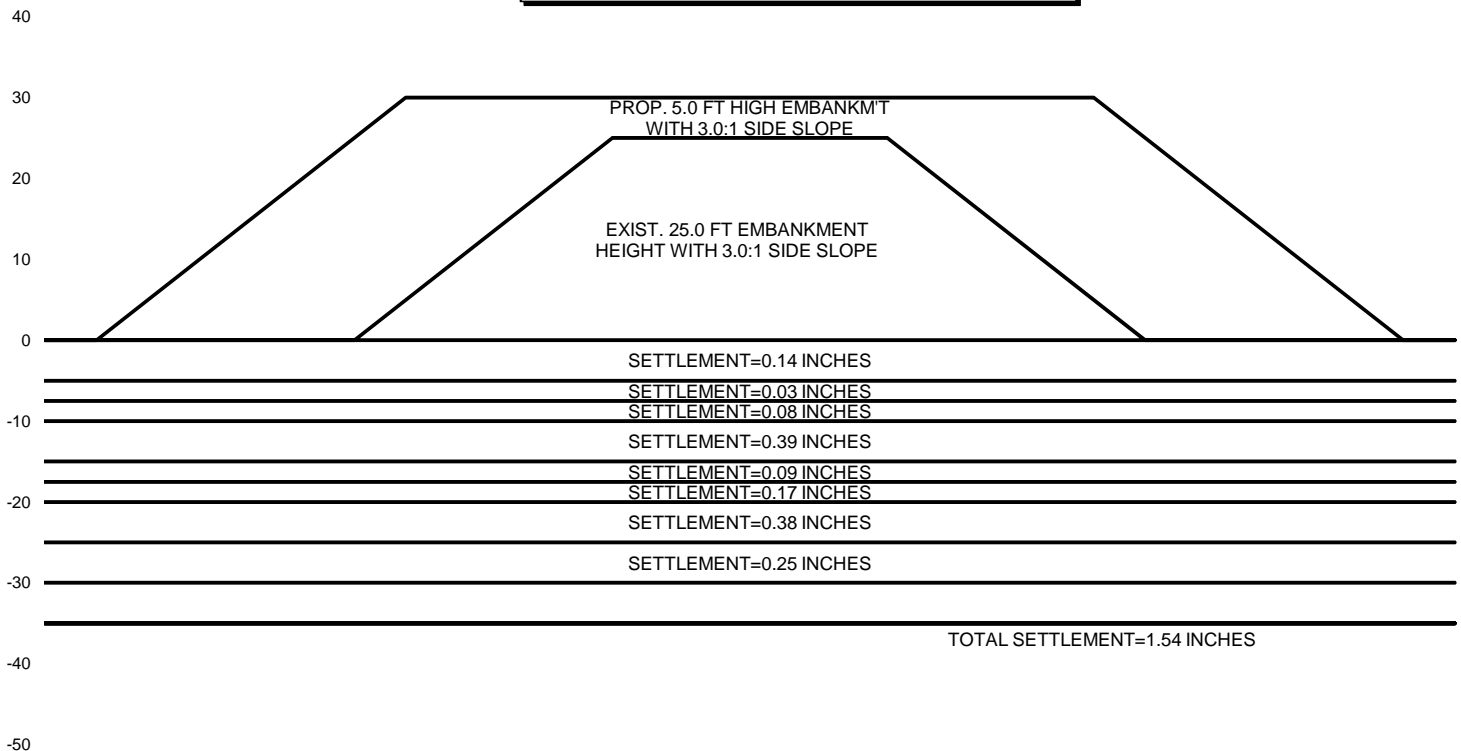 40
30
PROP. 5.0 FT HIGH EMBANKM'T
WITH 3.0:1 SIDE SLOPE
20
EXIST. 25.0 FT EMBANKMENT
HEIGHT WITH 3.0:1 SIDE SLOPE
10
0
SETTLEMENT=0.14 INCHES
SETTLEMENT=0.03 INCHES
SETTLEMENT=0.08 INCHES
-10
SETTLEMENT=0.39 INCHES
SETTLEMENT=0.09 INCHES
SETTLEMENT=0.17 INCHES
-20
SETTLEMENT=0.38 INCHES
SETTLEMENT=0.25 INCHES
-30
TOTAL SETTLEMENT=1.54 INCHES
-40
-50